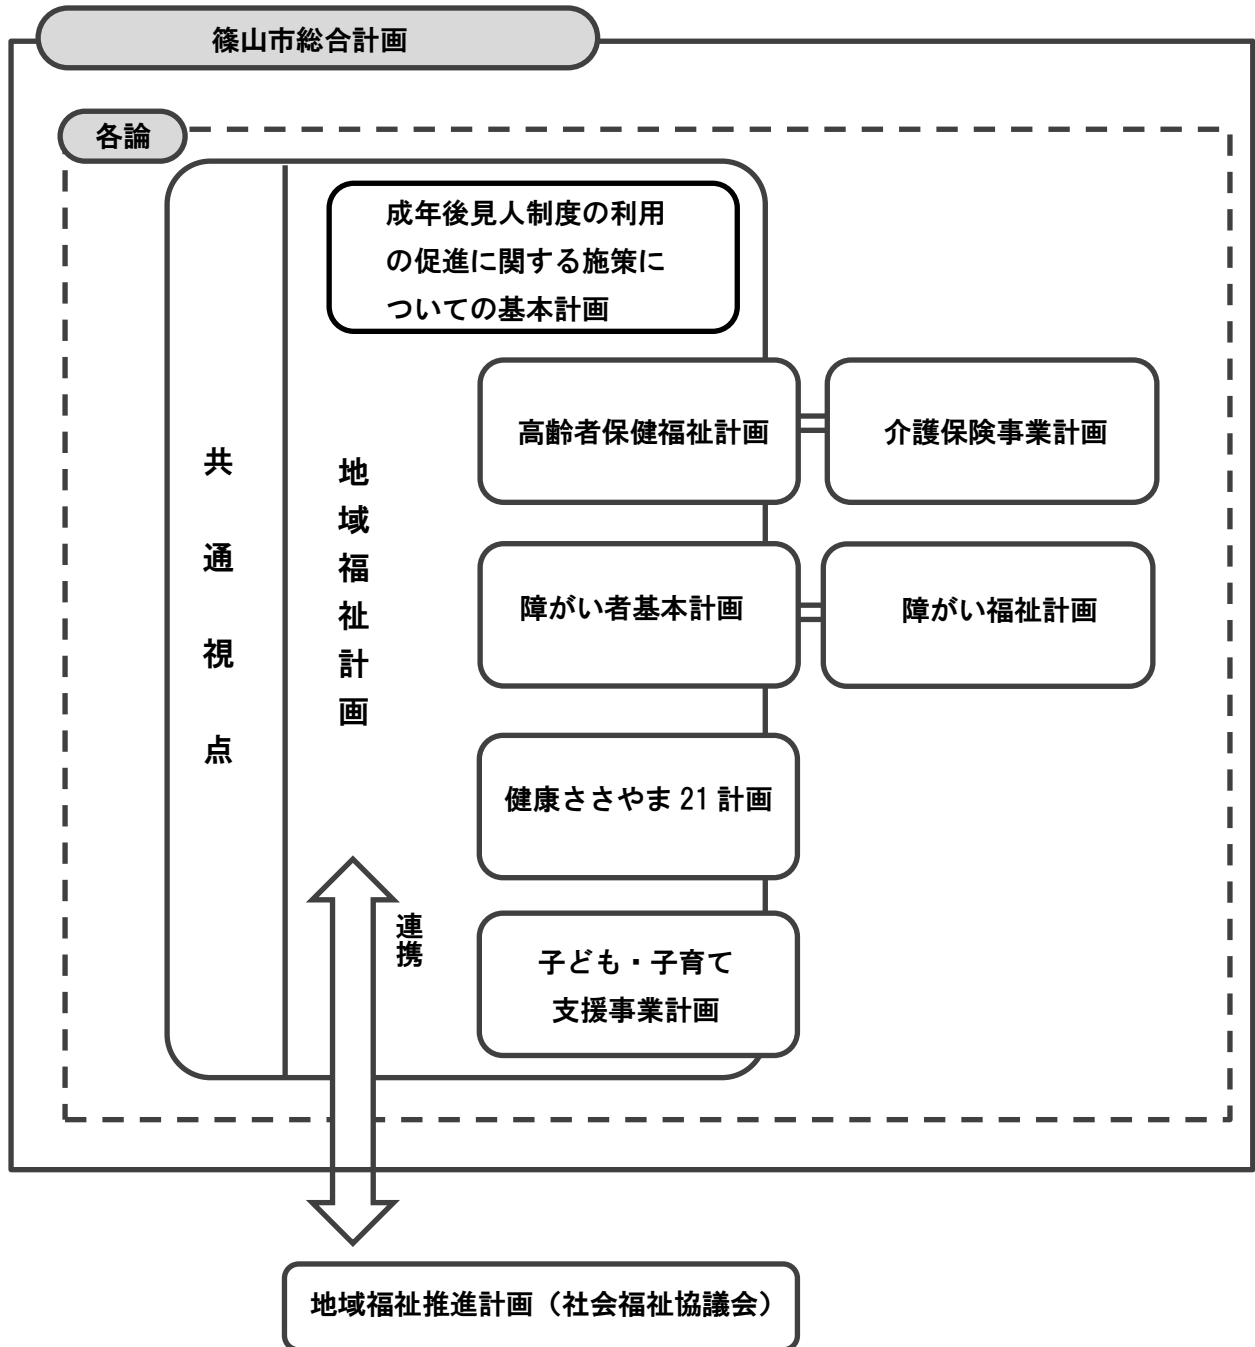 篠山市総合計画
各論
成年後見人制度の利用
の促進に関する施策に
ついての基本計画
共通視点
地域福祉計画
高齢者保健福祉計画
介護保険事業計画
障がい者基本計画
障がい福祉計画
健康ささやま 21 計画
連携
子ども・子育て
支援事業計画
地域福祉推進計画（社会福祉協議会）